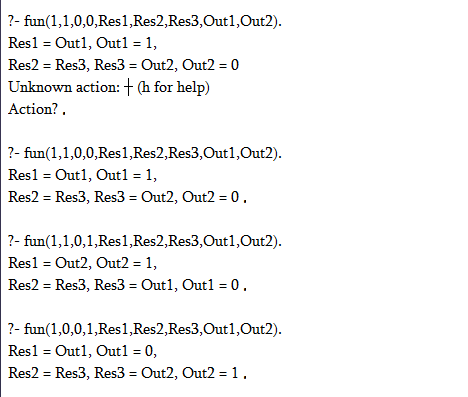 ?- fun(1,1,0,0,Res1,Res2,Res3,Out1,Out2).
Res1 = Out1, Out1 = 1,
Res2 = Res3, Res3 = Out2, Out2 = 0
Unknown action: ┼ (h for help)
Action? .
?- fun(1,1,0,0,Res1,Res2,Res3,Out1,Out2).
Res1 = Out1, Out1 = 1,
Res2 = Res3, Res3 = Out2, Out2 = 0 .
?- fun(1,1,0,1,Res1,Res2,Res3,Out1,Out2).
Res1 = Out2, Out2 = 1,
Res2 = Res3, Res3 = Out1, Out1 = 0 .
?- fun(1,0,0,1,Res1,Res2,Res3,Out1,Out2).
Res1 = Out1, Out1 = 0,
Res2 = Res3, Res3 = Out2, Out2 = 1 .